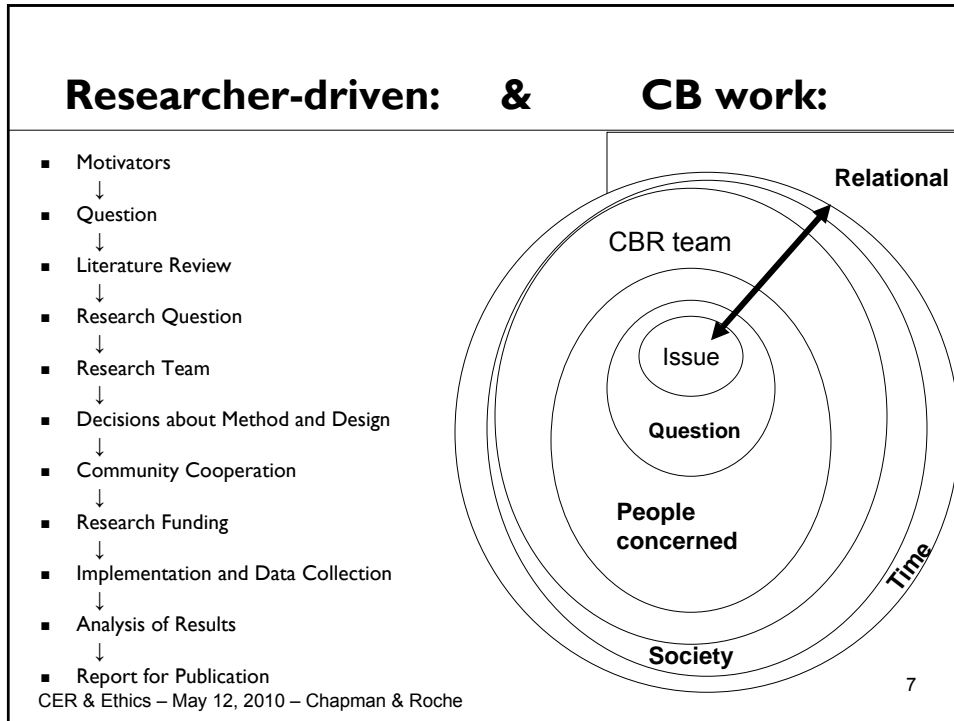 Researcher-driven: & CB work:
■ Motivators
↓
■ Question
↓
■ Literature Review
↓
■ Research Question
↓
■ Research Team
↓
■ Decisions about Method and Design
↓
■ Community Cooperation
↓
■ Research Funding
↓
■ Implementation and Data Collection
↓
■ Analysis of Results
↓
■ Report for Publication
Relational
CBR team
Issue
Question
People
concerned
Time
Society
CER & Ethics – May 12, 2010 – Chapman & Roche
7